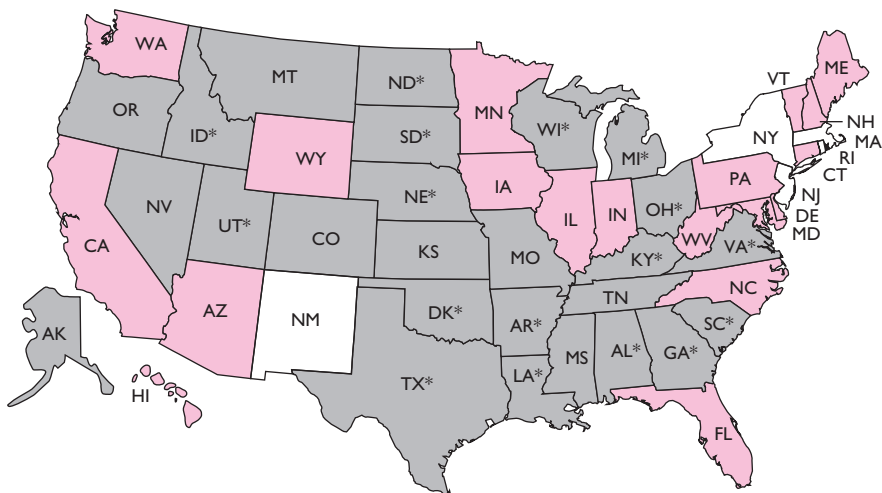 WA
MT
ND*
MN
VT
ME
OR
ID*
SD*
WI*
NH
MA
NY
WY
MI*
RI
CT
IA
PA
NE*
NJ
NV
IL
IN
OH*
DE
UT*
MD
CA
CO
WV
VA*
KS
MO
KY*
NC
AZ
TN
NM
DK*
AR*
SC*
AK
MS
AL*
GA*
LA*
TX*
HI
FL